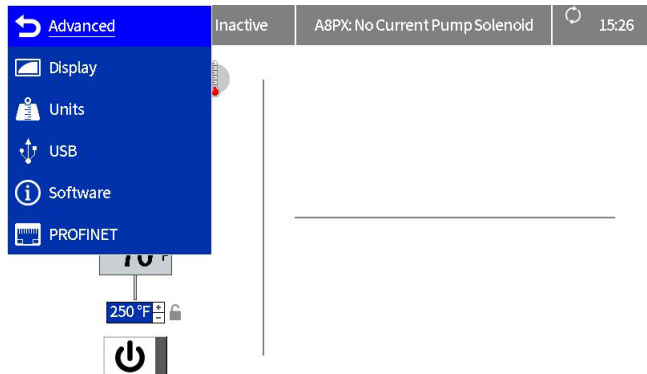 Advanced
Inactive
A8PX: No Current Pump Solenoid
15:26
Display
Units
USB
Software
PROFINET
250 °F
+
-